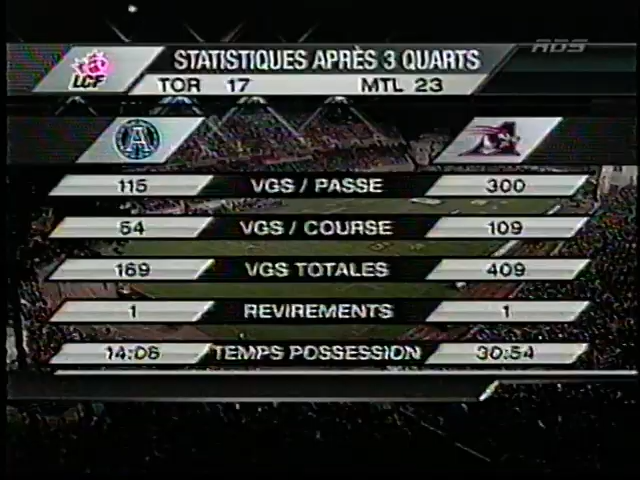 RDS
LCF
STATISTIQUES APRÈS 3 QUARTS
TOR 17 MTL 23
A
115 VGS / PASSE 300
54 VGS / COURSE 109
169 VGS TOTALES 409
1 REVIREMENTS 1
14:06 TEMPS POSSESSION 30:54